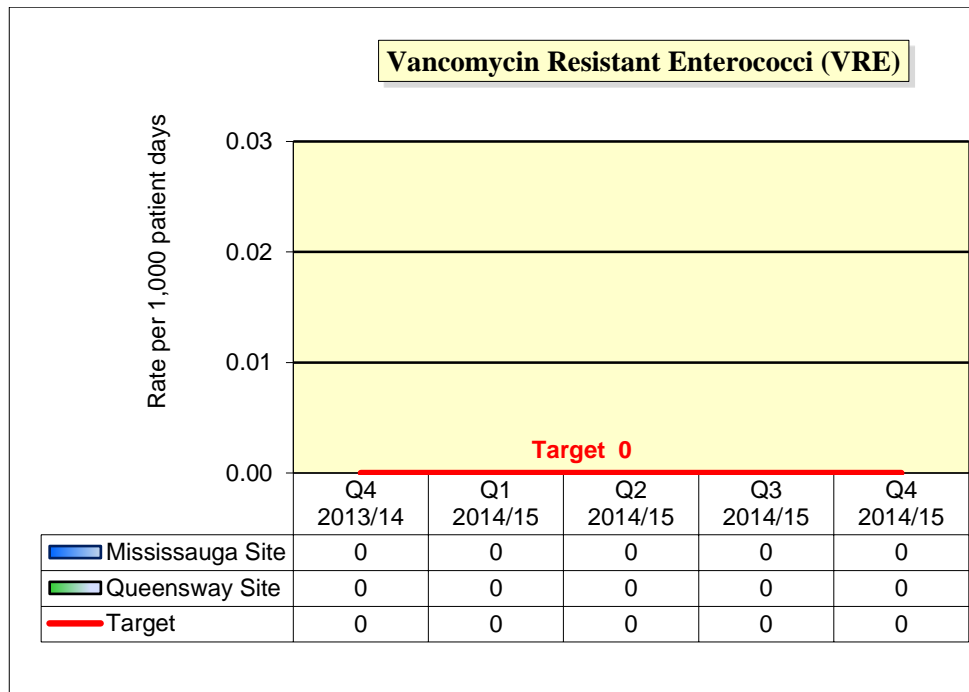 Vancomycin Resistant Enterococci (VRE)
Rate per 1,000 patient days
0.03
0.02
0.01
0.00
Target 0
Q4 Q1 Q2 Q3 Q4
2013/14 2014/15 2014/15 2014/15 2014/15
Mississauga Site 0 0 0 0 0
Queensway Site 0 0 0 0 0
Target 0 0 0 0 0